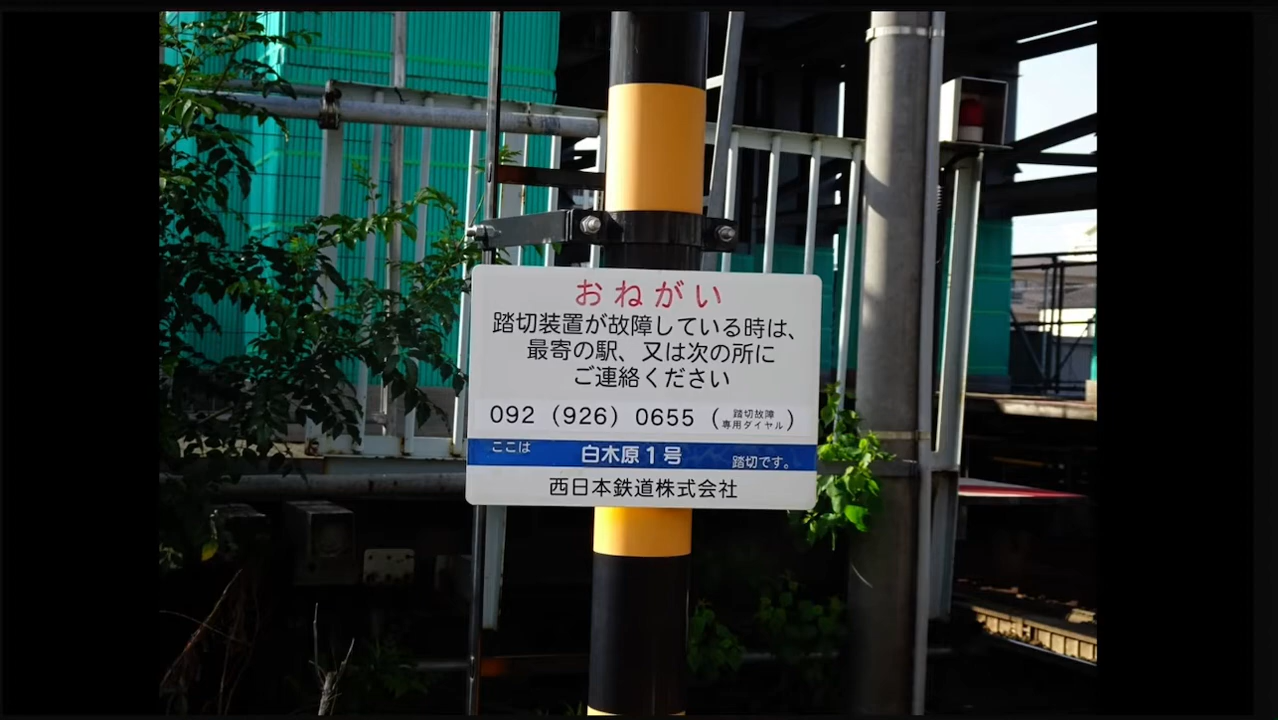 おねがい
踏切装置が故障している時は、
最寄の駅、又は次の所に
ご連絡ください
092（926）0655（踏切故障専用ダイヤル）
ここは 白木原1号 踏切です。
西日本鉄道株式会社